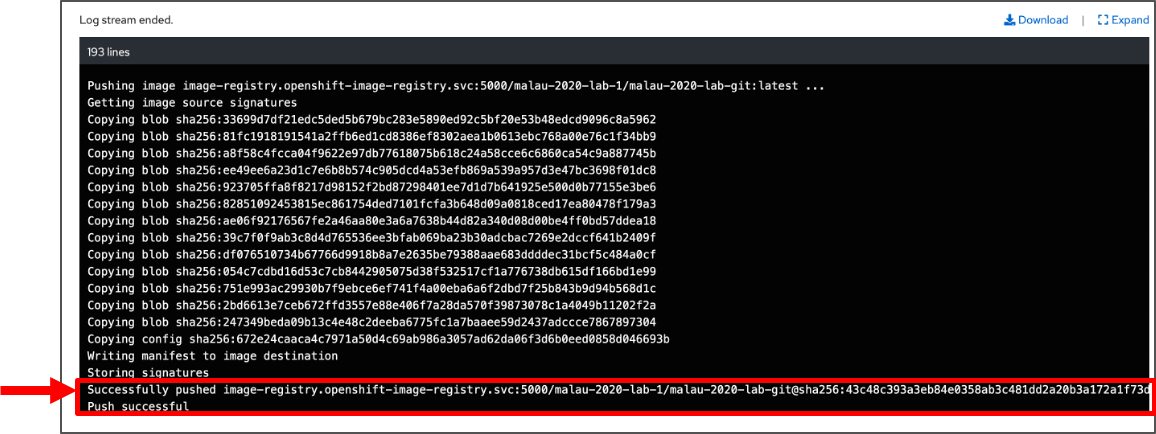 Log stream ended.
Download | Expand
193 lines
Pushing image image-registry.openshift-image-registry.svc:5000/malau-2020-lab-1/malau-2020-lab-git:latest ...
Getting image source signatures
Copying blob sha256:33699d7df21edc5ded5b679bc283e5890ed92c5bf20e53b48edcd9096c8a5962
Copying blob sha256:81fc1918191541a2ffb6ed1cd8386ef8302aea1b0613ebc768a00e76c1f34bb9
Copying blob sha256:a8f58c4fcca04f9622e97db77618075b618c24a58cce6c6860ca54c9a887745b
Copying blob sha256:ee49ee6a23d1c7e6b8b574c905dcd4a53efb869a539a957d3e47bc3698f01dc8
Copying blob sha256:923705ffa8f8217d98152f2bd87298401ee7d1d7b641925e500d0b77155e3be6
Copying blob sha256:82851092453815ec861754ded7101fcfa3b648d09a0818ced17ea80478f179a3
Copying blob sha256:ae06f92176567fe2a46aa80e3a6a7638b44d82a340d08d00be4ff0bd57ddea18
Copying blob sha256:39c7f0f9ab3c8d4d765536ee3bfab069ba23b30adcbac7269e2dccf641b2409f
Copying blob sha256:df076510734b67766d9918b8a7e2635be79388aae683ddddec31bcf5c484a0cf
Copying blob sha256:054c7cdbd16d53c7cb8442905075d38f532517cf1a776738db615df166bd1e99
Copying blob sha256:751e993ac29930b7f9ebce6ef741f4a00eba6a6f2dbd7f25b843b9d94b568d1c
Copying blob sha256:2bd6613e7ceb672ffd3557e88e406f7a28da570f39873078c1a4049b11202f2a
Copying blob sha256:247349beda09b13c4e48c2deeba6775fc1a7baaee59d2437adccce7867897304
Copying config sha256:672e24caaca4c7971a50d4c69ab986a3057ad62da06f3d6b0eed0858d046693b
Writing manifest to image destination
Storing signatures
Successfully pushed image-registry.openshift-image-registry.svc:5000/malau-2020-lab-1/malau-2020-lab-git@sha256:43c48c393a3eb84e0358ab3c481dd2a20b3a172a1f73d
Push successful